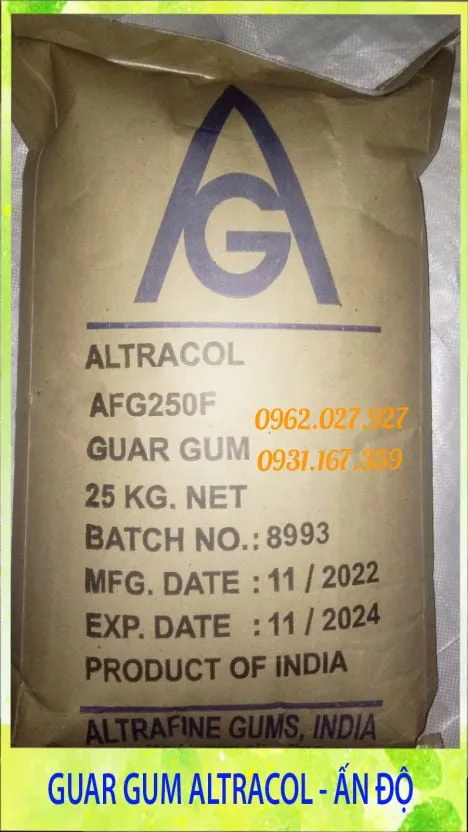 AG
ALTRACOL
AFG250F
0962.027.927
GUAR GUM
0931.167.359
25 KG. NET
BATCH NO.: 8993
MFG. DATE : 11 / 2022
EXP. DATE : 11 / 2024
PRODUCT OF INDIA
ALTRAFINE GUMS, INDIA
GUAR GUM ALTRACOL - ẤN ĐỘ